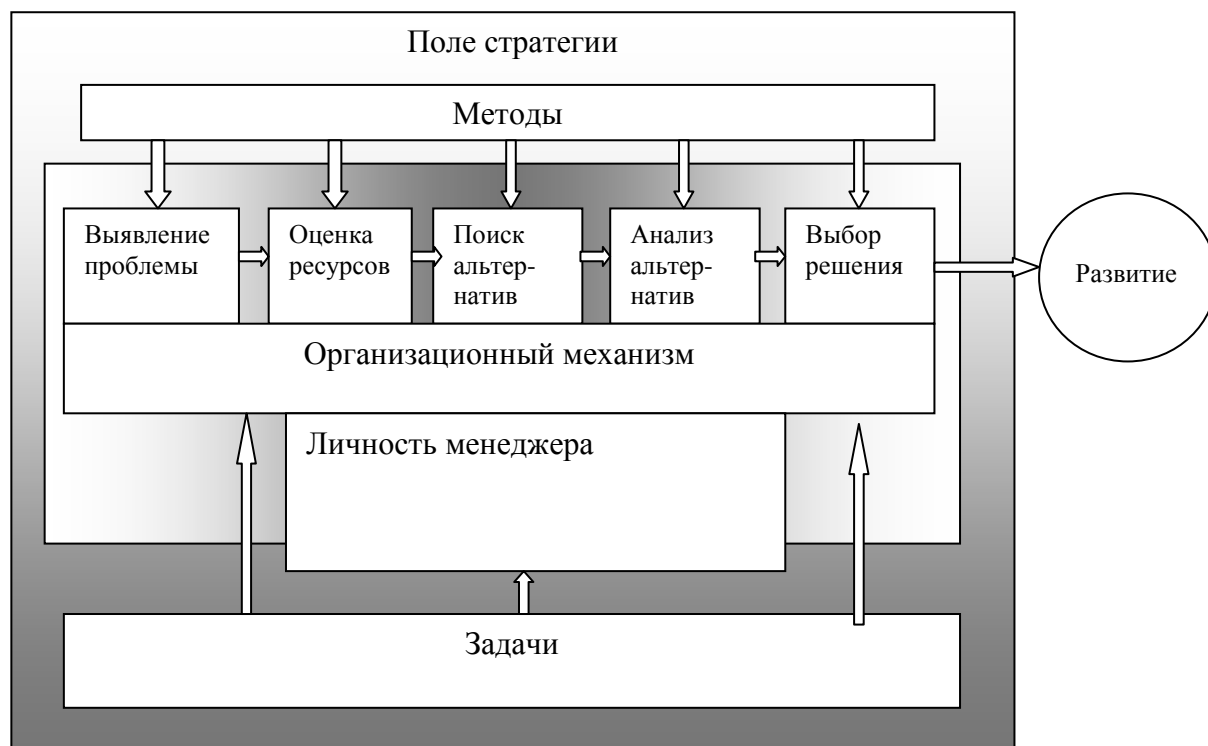 Поле стратегии
Методы
Выявление
проблемы
Оценка
ресурсов
Поиск
альтер-
натив
Анализ
альтер-
натив
Выбор
решения
Развитие
Организационный механизм
Личность менеджера
Задачи